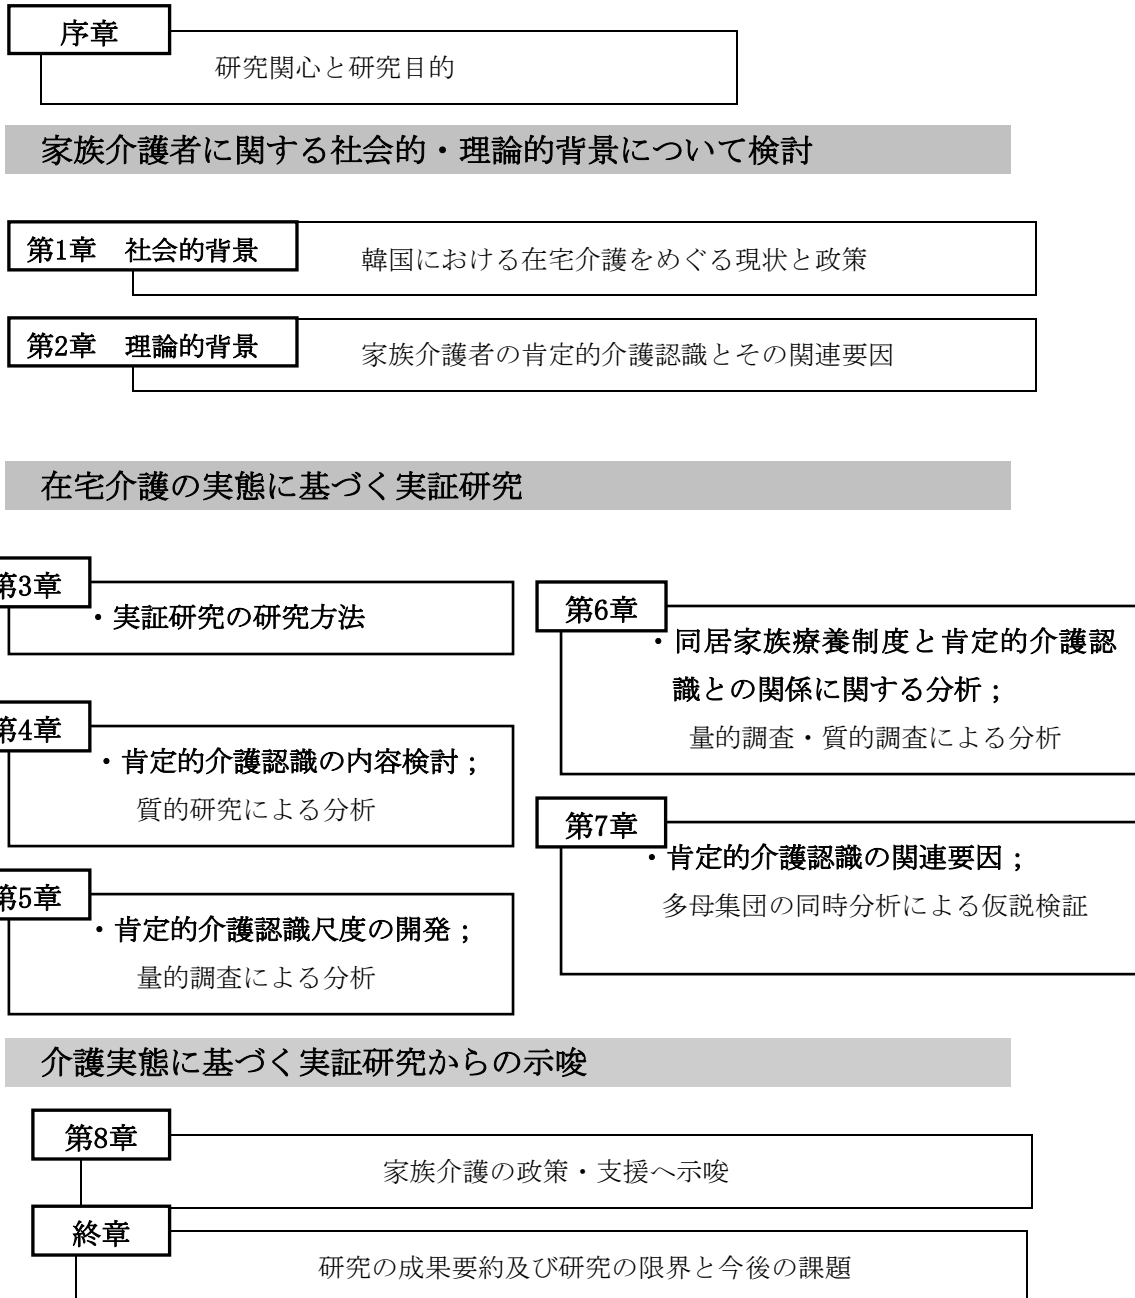 序章
研究関心と研究目的
家族介護者に関する社会的・理論的背景について検討
第1章　社会的背景
韓国における在宅介護をめぐる現状と政策
第2章　理論的背景
家族介護者の肯定的介護認識とその関連要因
在宅介護の実態に基づく実証研究
第3章
・実証研究の研究方法
第4章
・肯定的介護認識の内容検討；
質的研究による分析
第5章
・肯定的介護認識尺度の開発；
量的調査による分析
第6章
・同居家族療養制度と肯定的介護認
識との関係に関する分析；
量的調査・質的調査による分析
第7章
・肯定的介護認識の関連要因；
多母集団の同時分析による仮説検証
介護実態に基づく実証研究からの示唆
第8章
家族介護の政策・支援へ示唆
終章
研究の成果要約及び研究の限界と今後の課題